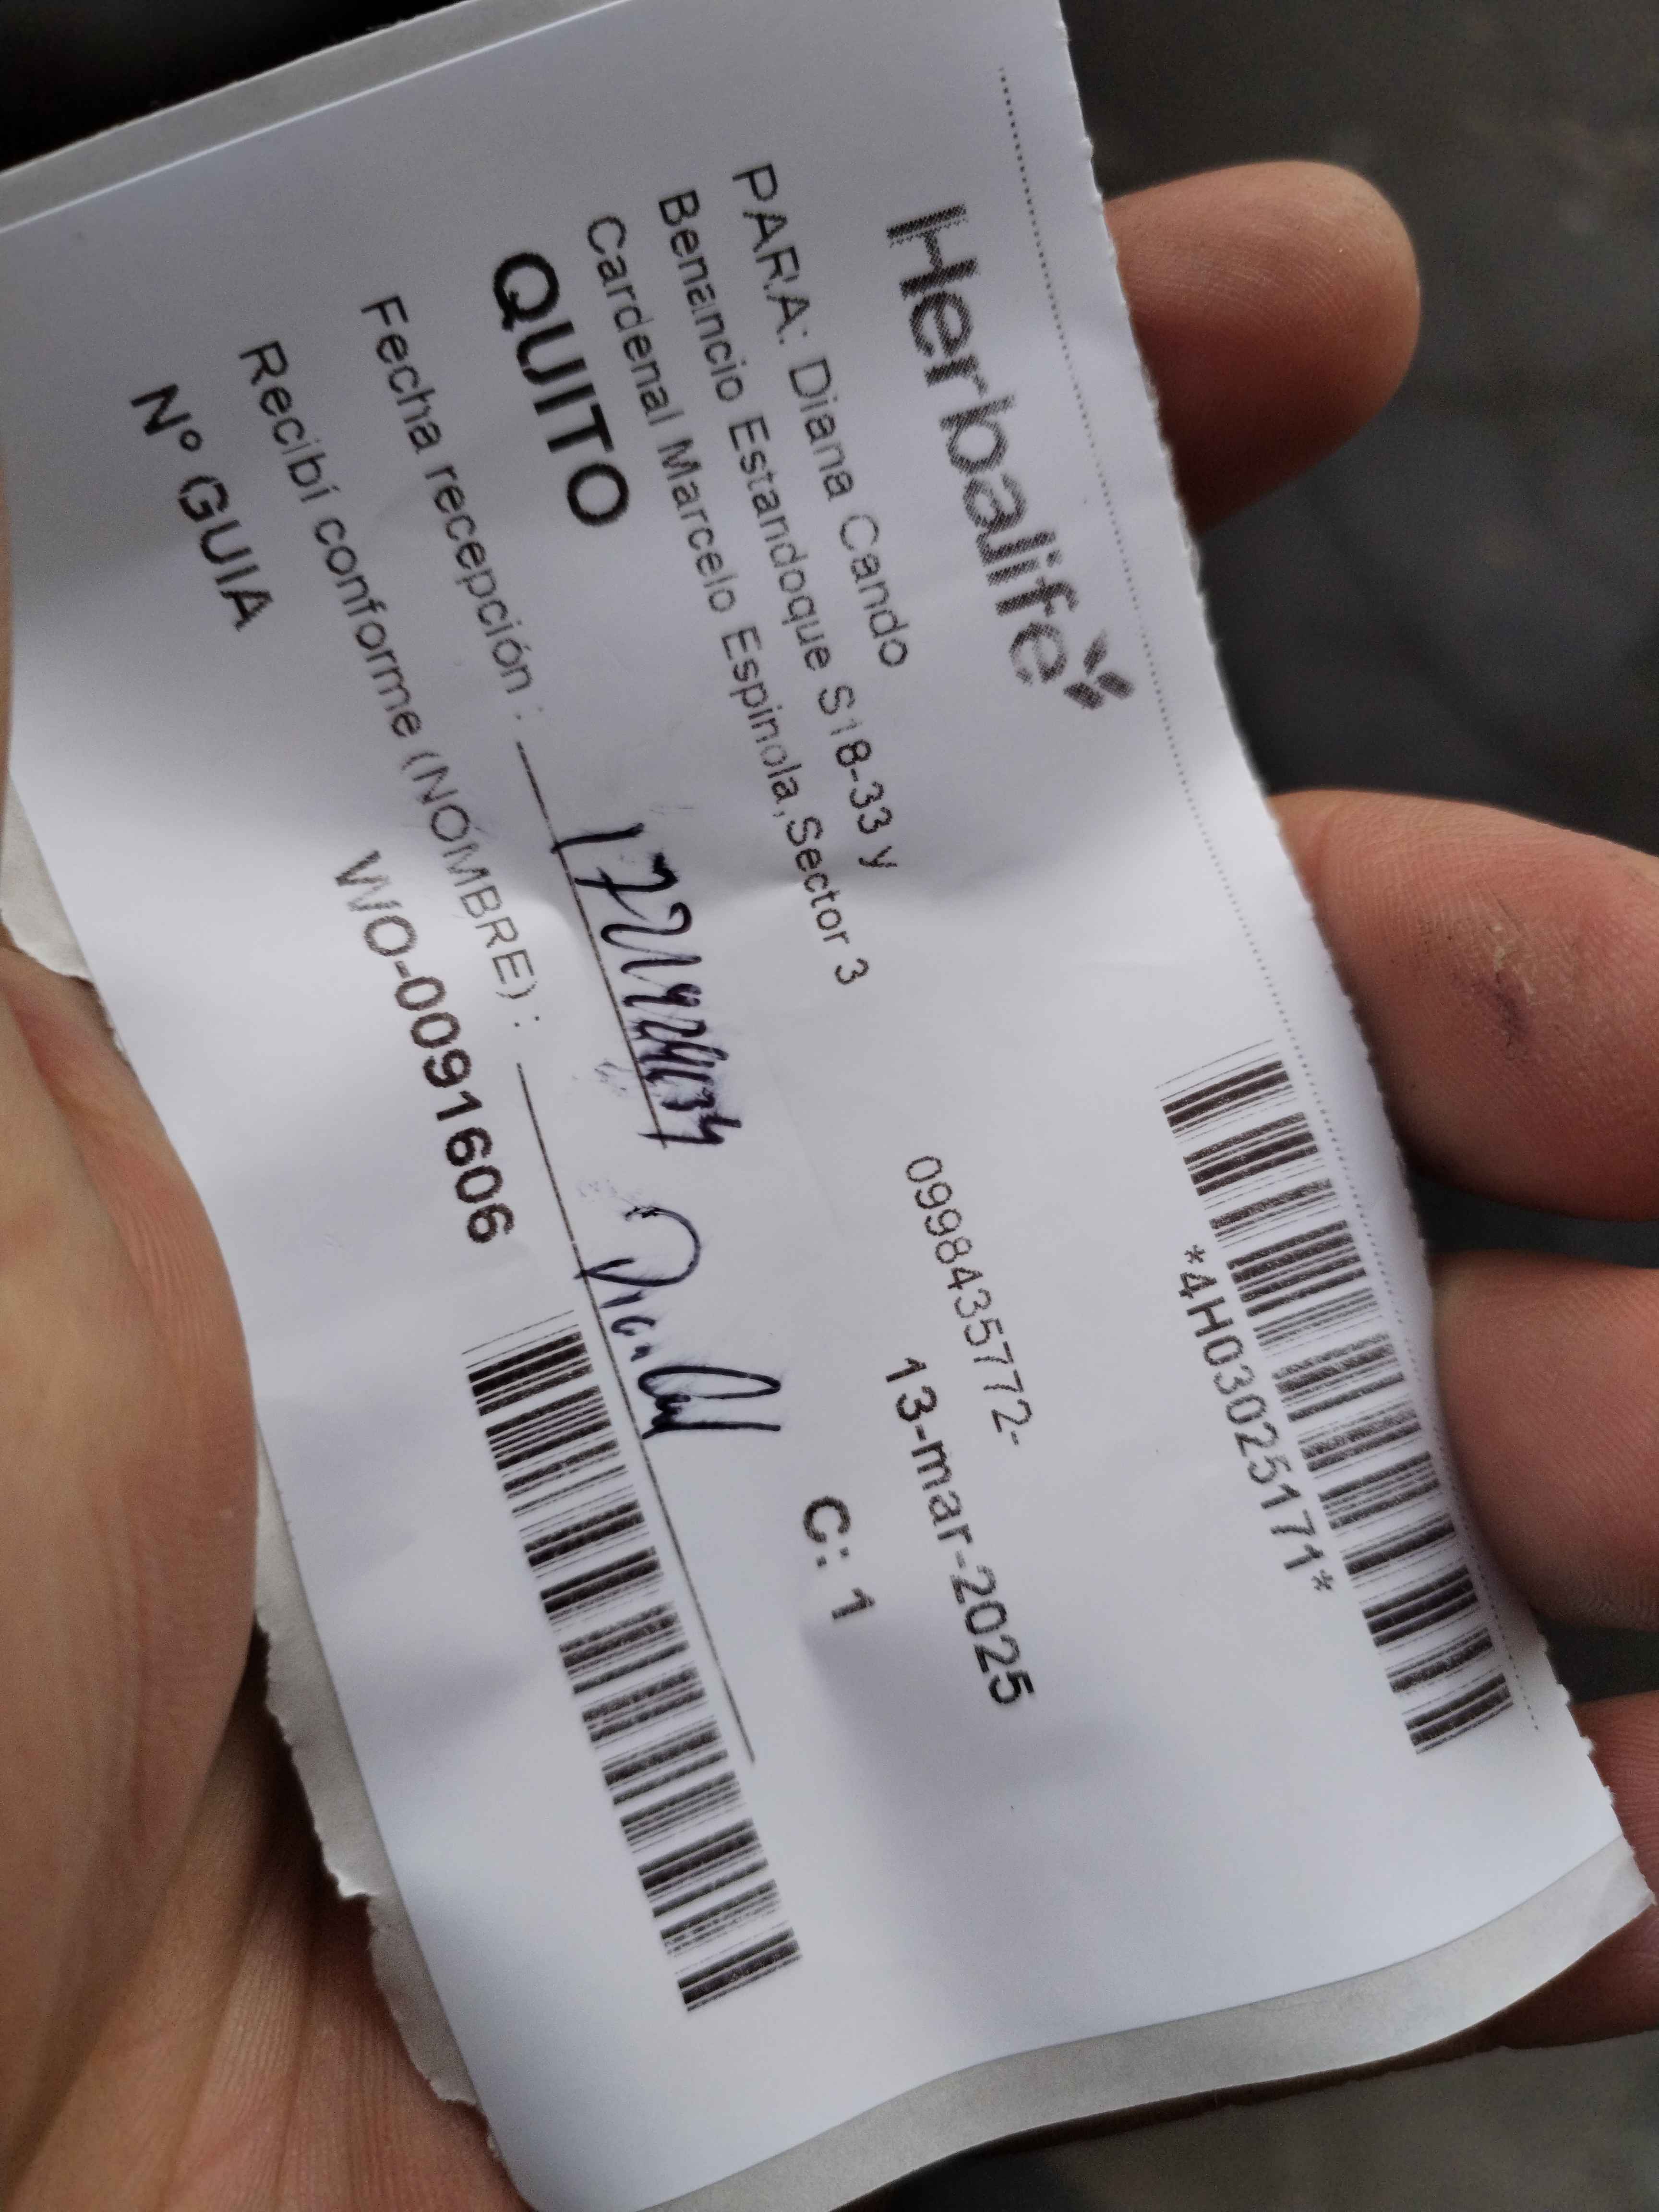 Herbalife
*4H03025171*
PARA: Diana Cando
Benancio Estandoque S18-33 y
Cardenal Marcelo Espinola,Sector 3
0998435772-
13-mar-2025
QUITO
C: 1
Fecha recepción :
Recibí conforme (NOMBRE) :
Nº GUIA
WO-0091606